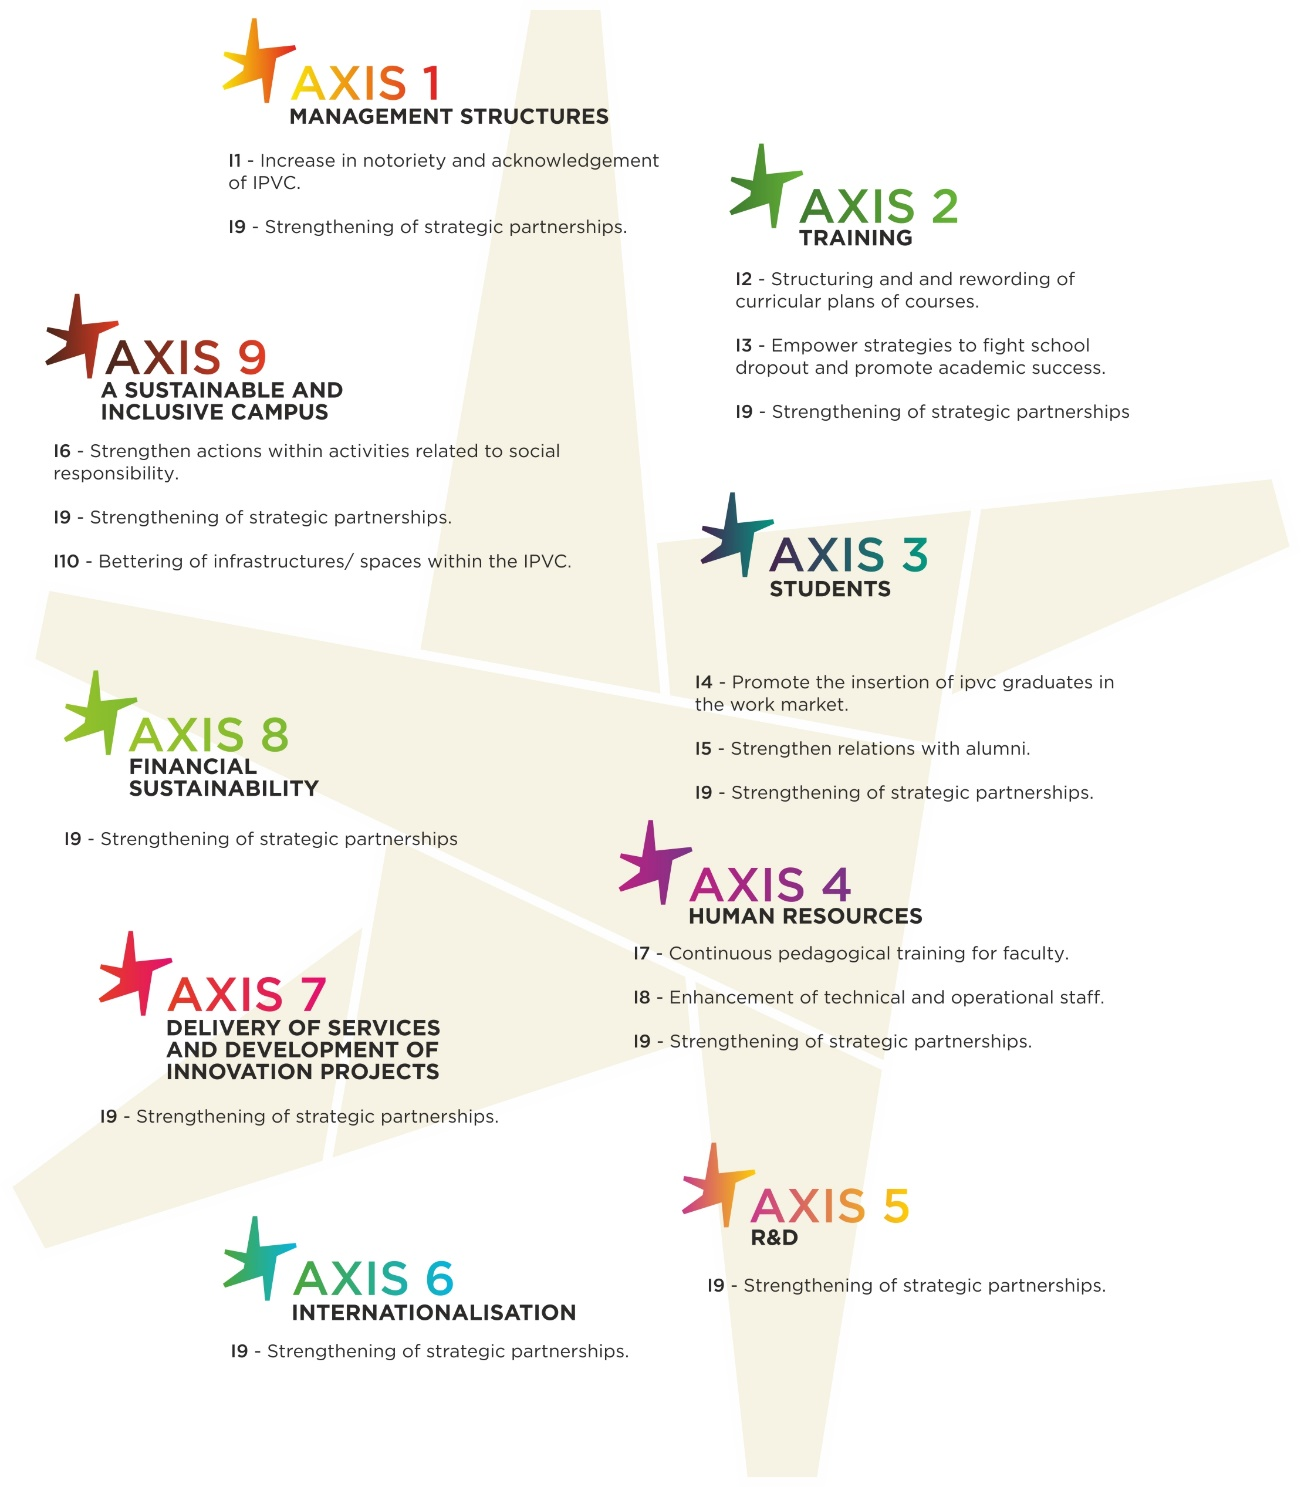 AXIS 1
MANAGEMENT STRUCTURES
I1 - Increase in notoriety and acknowledgement
of IPVC.
I9 - Strengthening of strategic partnerships.
AXIS 2
TRAINING
I2 - Structuring and and rewording of
curricular plans of courses.
I3 - Empower strategies to fight school
dropout and promote academic success.
I9 - Strengthening of strategic partnerships
AXIS 9
A SUSTAINABLE AND
INCLUSIVE CAMPUS
I6 - Strengthen actions within activities related to social
responsibility.
I9 - Strengthening of strategic partnerships.
I10 - Bettering of infrastructures/ spaces within the IPVC.
AXIS 3
STUDENTS
I4 - Promote the insertion of ipvc graduates in
the work market.
I5 - Strengthen relations with alumni.
I9 - Strengthening of strategic partnerships.
AXIS 8
FINANCIAL
SUSTAINABILITY
I9 - Strengthening of strategic partnerships
AXIS 4
HUMAN RESOURCES
I7 - Continuous pedagogical training for faculty.
I8 - Enhancement of technical and operational staff.
I9 - Strengthening of strategic partnerships.
AXIS 7
DELIVERY OF SERVICES
AND DEVELOPMENT OF
INNOVATION PROJECTS
I9 - Strengthening of strategic partnerships.
AXIS 5
R&D
I9 - Strengthening of strategic partnerships.
AXIS 6
INTERNATIONALISATION
I9 - Strengthening of strategic partnerships.